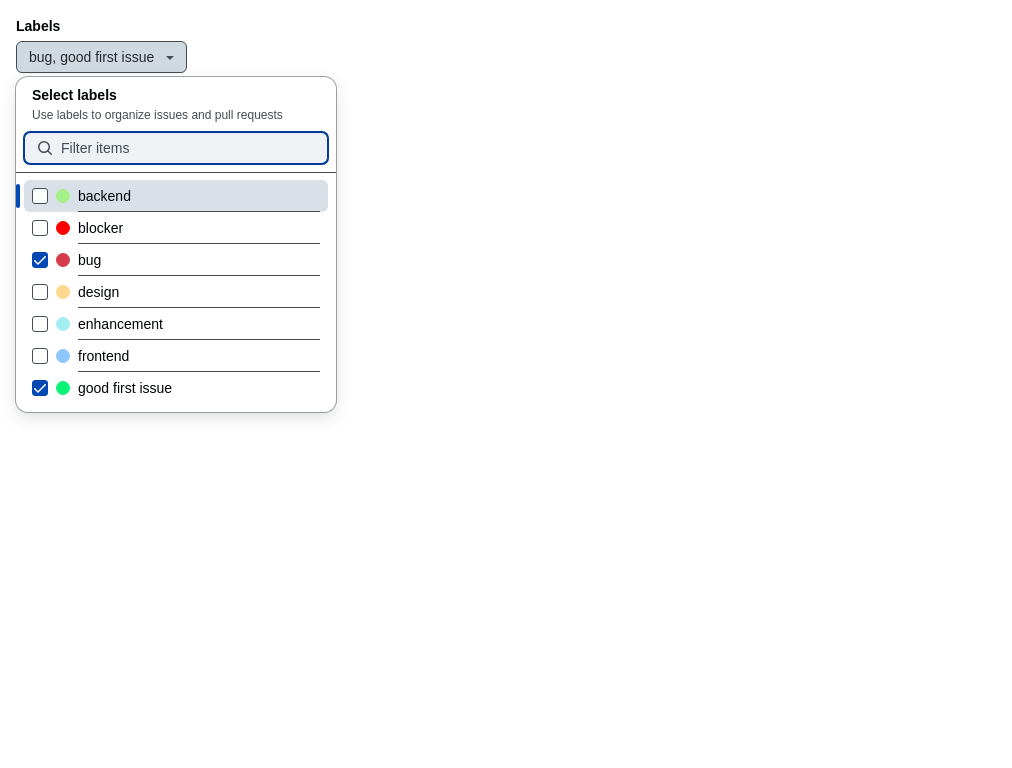 Labels
bug, good first issue
Select labels
Use labels to organize issues and pull requests
Filter items
backend
blocker
bug
design
enhancement
frontend
good first issue